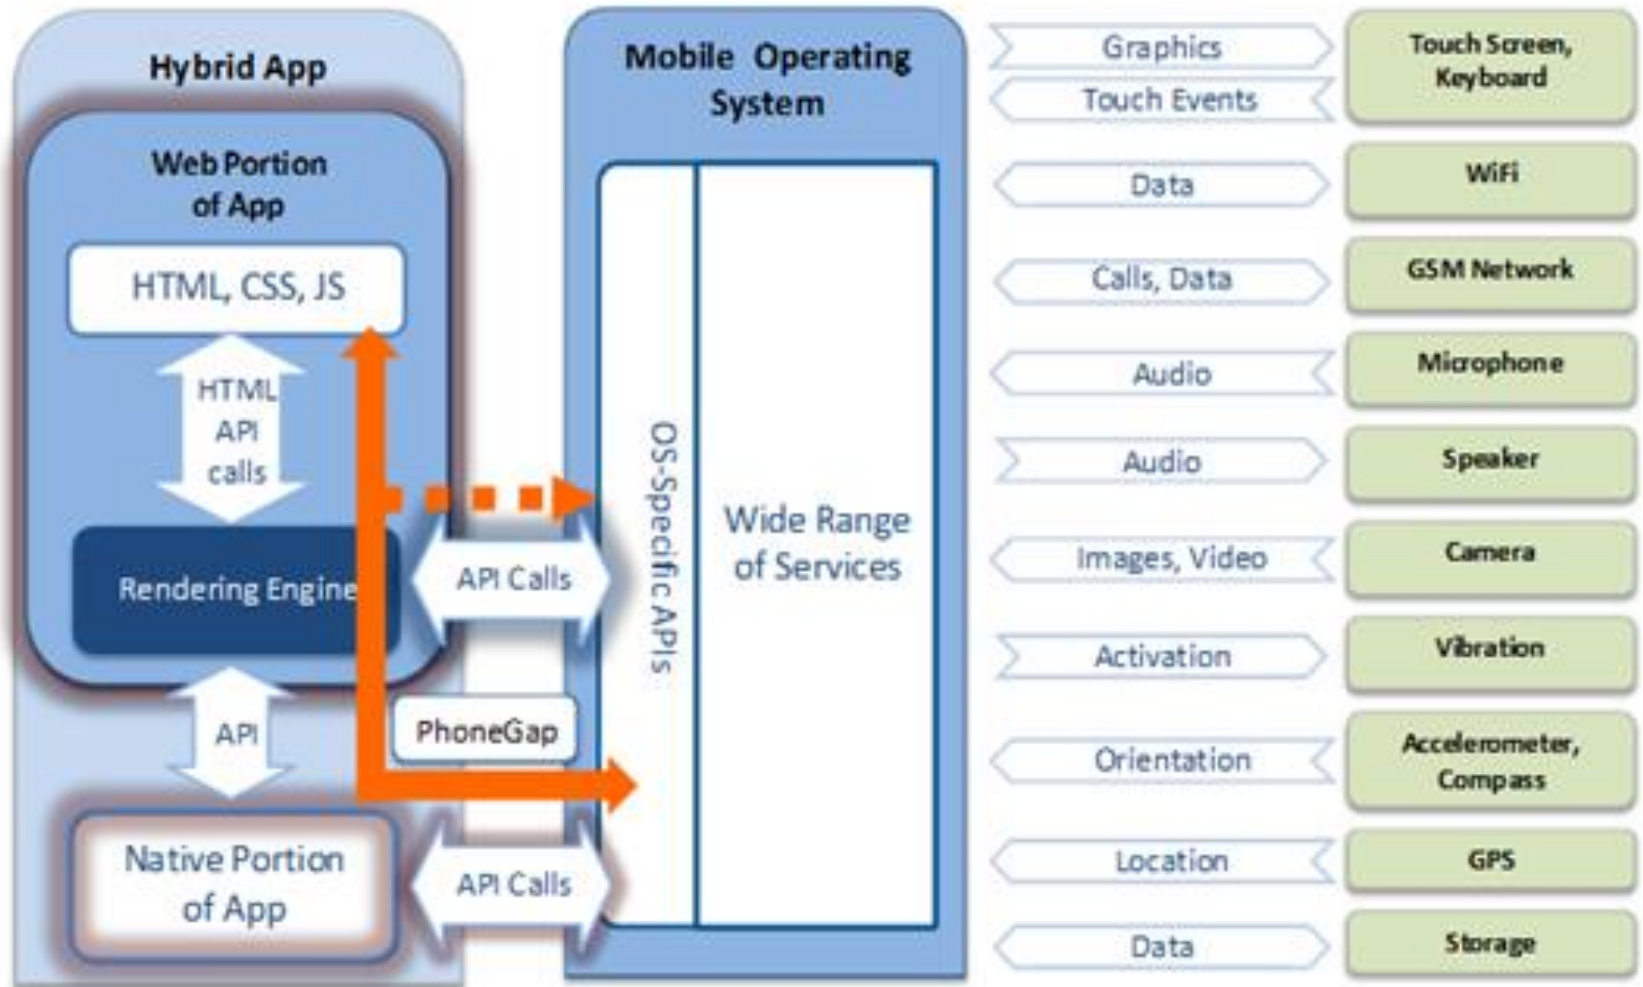 Hybrid App
Web Portion
of App
HTML, CSS, JS
HTML
API
calls
Rendering Engine
API
PhoneGap
Native Portion
of App
API Calls
API Calls
Mobile Operating
System
OS-Specific APIs
Wide Range
of Services
Graphics
Touch Events
Touch Screen,
Keyboard
Data
WiFi
Calls, Data
GSM Network
Audio
Microphone
Audio
Speaker
Images, Video
Camera
Activation
Vibration
Orientation
Accelerometer,
Compass
Location
GPS
Data
Storage